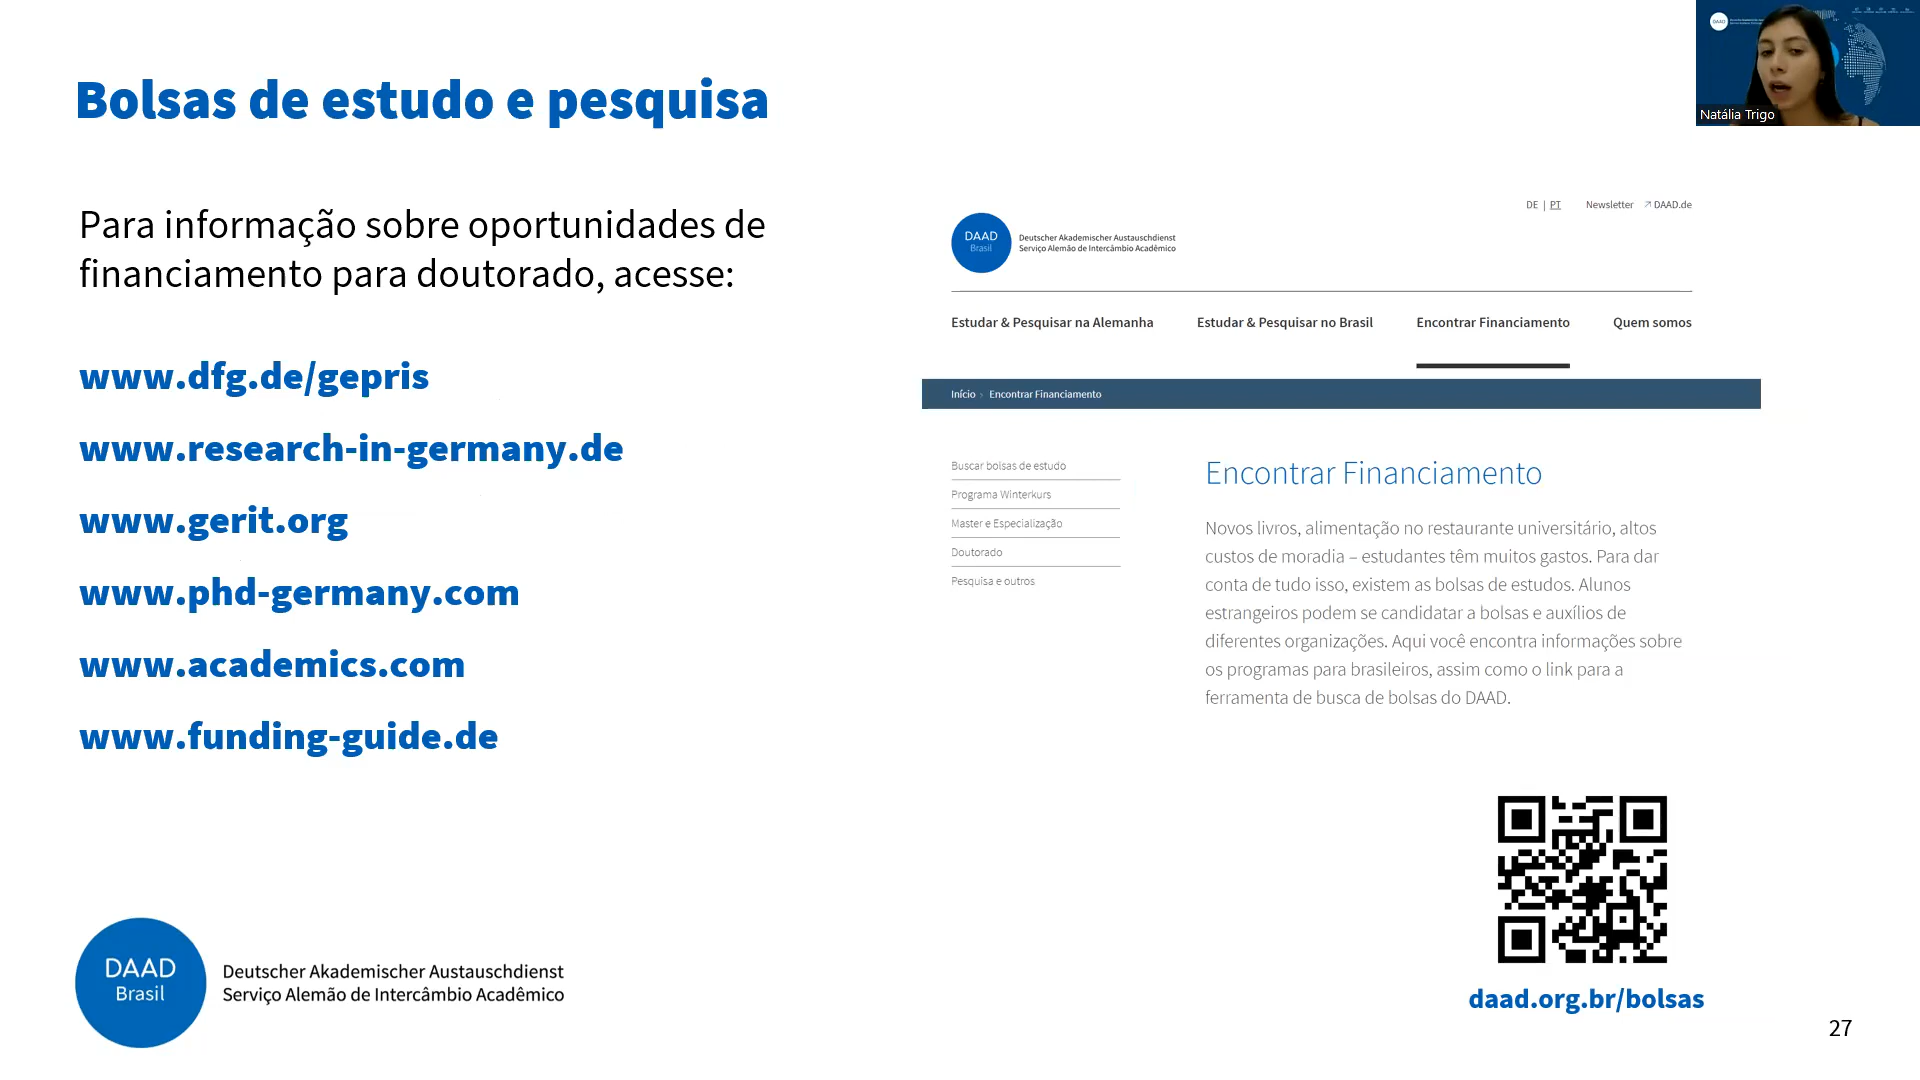 Bolsas de estudo e pesquisa
Para informação sobre oportunidades de
financiamento para doutorado, acesse:
www.dfg.de/gepris
www.research-in-germany.de
www.gerit.org
www.phd-germany.com
www.academics.com
www.funding-guide.de
DAAD
Brasil
Deutscher Akademischer Austauschdienst
Serviço Alemão de Intercâmbio Acadêmico
DAAD
Natália Trigo
DE | PT Newsletter DAAD.de
DAAD
Brasil
Deutscher Akademischer Austauschdienst
Serviço Alemão de Intercâmbio Acadêmico
Estudar & Pesquisar na Alemanha Estudar & Pesquisar no Brasil Encontrar Financiamento Quem somos
Início › Encontrar Financiamento
Buscar bolsas de estudo
Programa Winterkurs
Master e Especialização
Doutorado
Pesquisa e outros
Encontrar Financiamento
Novos livros, alimentação no restaurante universitário, altos
custos de moradia – estudantes têm muitos gastos. Para dar
conta de tudo isso, existem as bolsas de estudos. Alunos
estrangeiros podem se candidatar a bolsas e auxílios de
diferentes organizações. Aqui você encontra informações sobre
os programas para brasileiros, assim como o link para a
ferramenta de busca de bolsas do DAAD.
daad.org.br/bolsas
27